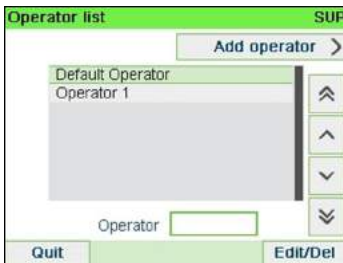 Operator list SUP
Add operator
Default Operator
Operator 1
Operator
Quit Edit/Del